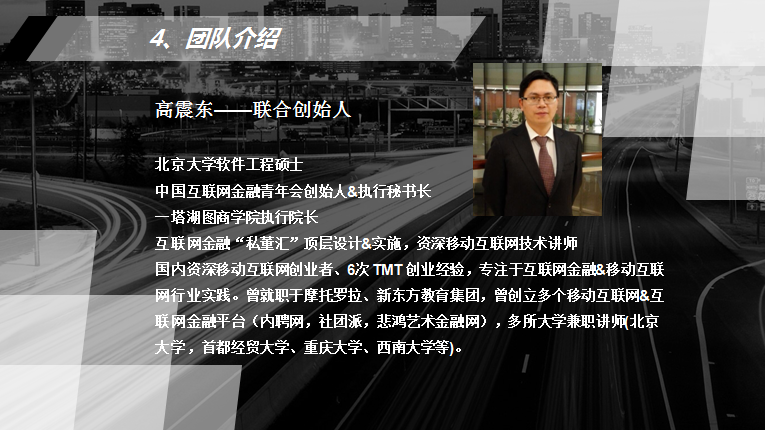 4、团队介绍
高震东——联合创始人
北京大学软件工程硕士
中国互联网金融青年会创始人&执行秘书长
一塔湖图商学院执行院长
互联网金融“私董汇”顶层设计&实施，资深移动互联网技术讲师
国内资深移动互联网创业者、6次TMT创业经验，专注于互联网金融&移动互联
网行业实践。曾就职于摩托罗拉、新东方教育集团，曾创立多个移动互联网&互
联网金融平台（内聘网，社团派，悲鸿艺术金融网），多所大学兼职讲师(北京
大学，首都经贸大学、重庆大学、西南大学等)。